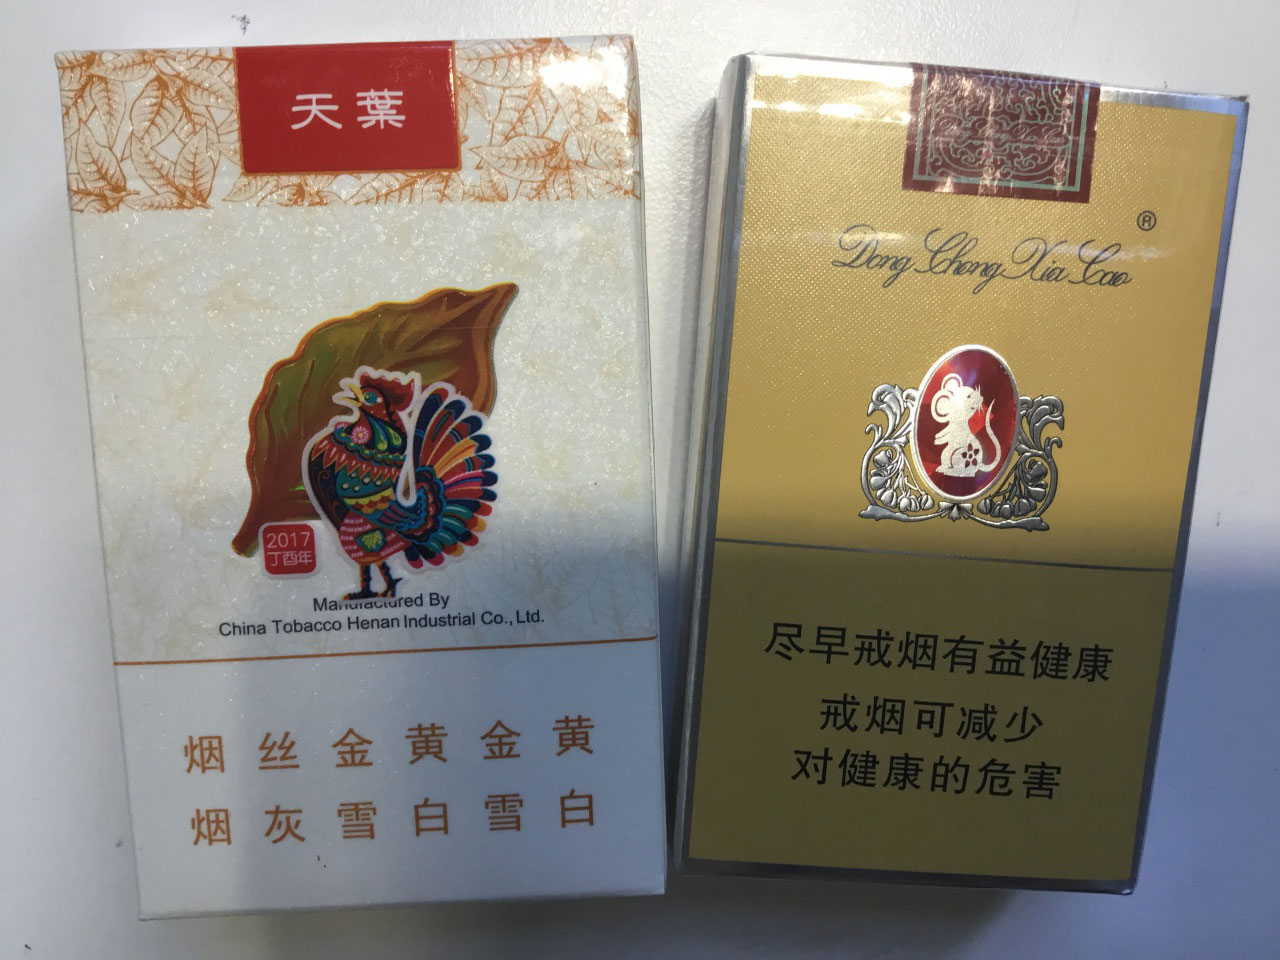 天葉
2017
丁酉年
Manufactured By
China Tobacco Henan Industrial Co., Ltd.
烟丝金黄金黄
烟灰雪白雪白
Dong Chong Xia Cao ®
尽早戒烟有益健康
戒烟可减少
对健康的危害